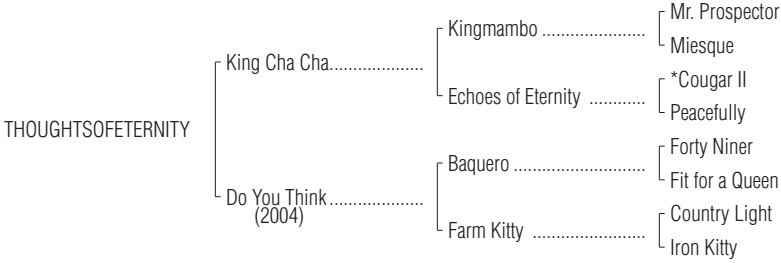 Mr. Prospector
Kingmambo ........................
Miesque
King Cha Cha.....................
*Cougar II
Echoes of Eternity .............
Peacefully
THOUGHTSOFETERNITY
Forty Niner
Baquero ..............................
Fit for a Queen
Do You Think .....................
(2004)
Country Light
Farm Kitty .........................
Iron Kitty